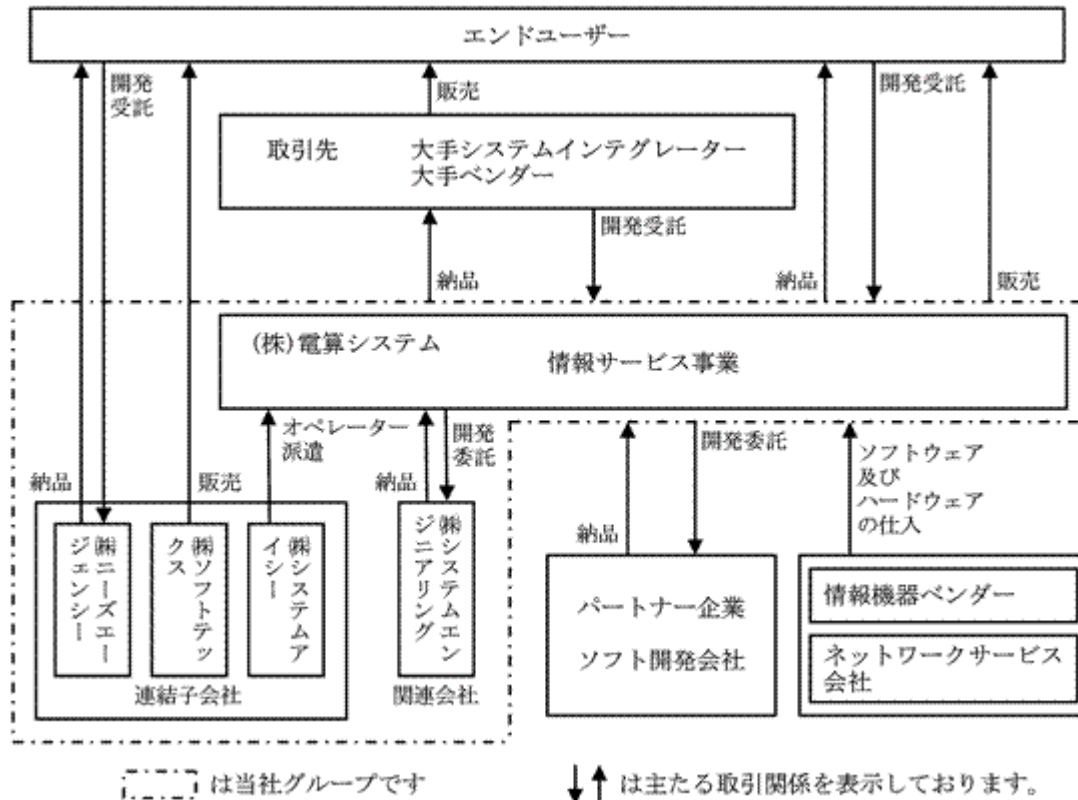 エンドユーザー
開発
受託
販売
開発受託
取引先 大手システムインテグレーター
大手ベンダー
開発受託
納品
納品
販売
(株)電算システム
情報サービス事業
オペレーター
派遣
開発
委託
開発委託
ソフトウェア
及び
ハードウェア
の仕入
納品
販売
納品
納品
㈱ニーズエー
ジェンシー
㈱ソフトテッ
クス
㈱システムア
イシー
㈱システムエン
ジニアリング
連結子会社
関連会社
パートナー企業
ソフト開発会社
情報機器ベンダー
ネットワークサービス
会社
は当社グループです
は主たる取引関係を表示しております。